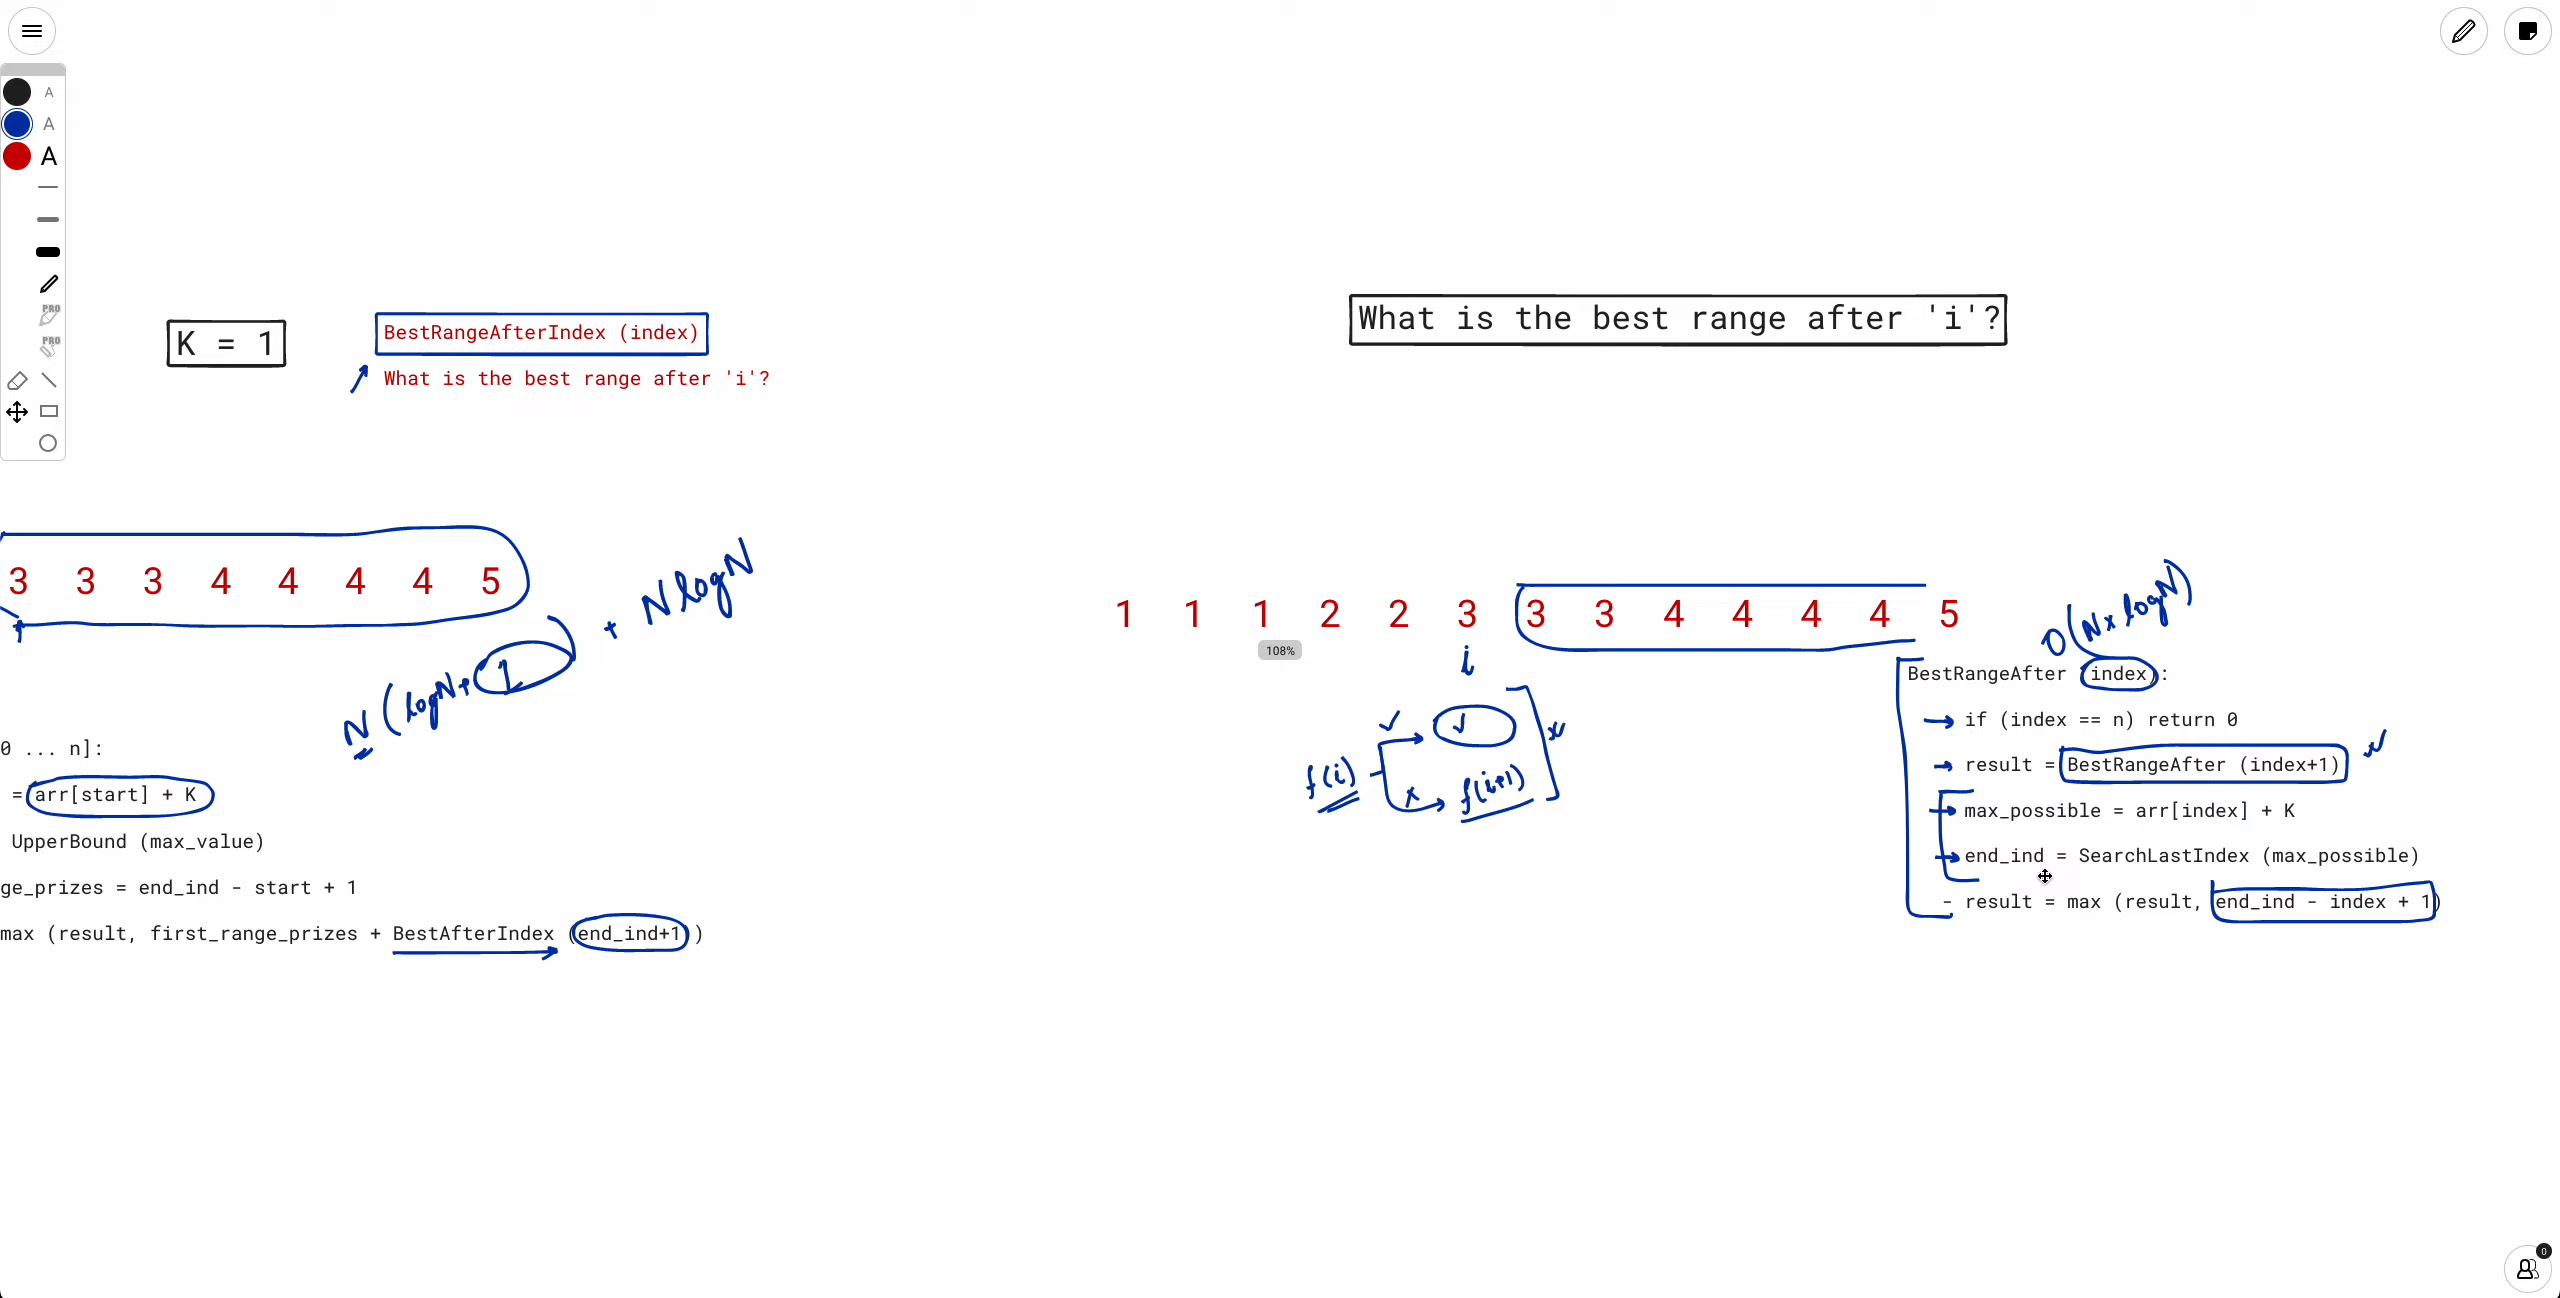 A
A
A
PRO
PRO
K = 1
BestRangeAfterIndex (index)
What is the best range after 'i'?
3 3 3 4 4 4 4 5
N (logN + 1) + NlogN
0 ... n]:
= arr[start] + K
UpperBound (max_value)
ge_prizes = end_ind - start + 1
max (result, first_range_prizes + BestAfterIndex (end_ind+1) )
What is the best range after 'i'?
1 1 1 2 2 3 3 3 4 4 4 4 5
108%
i
f(i)
f(i+1)
O(N x logN)
BestRangeAfter (index):
if (index == n) return 0
result = BestRangeAfter (index+1)
max_possible = arr[index] + K
end_ind = SearchLastIndex (max_possible)
- result = max (result, end_ind - index + 1)
0